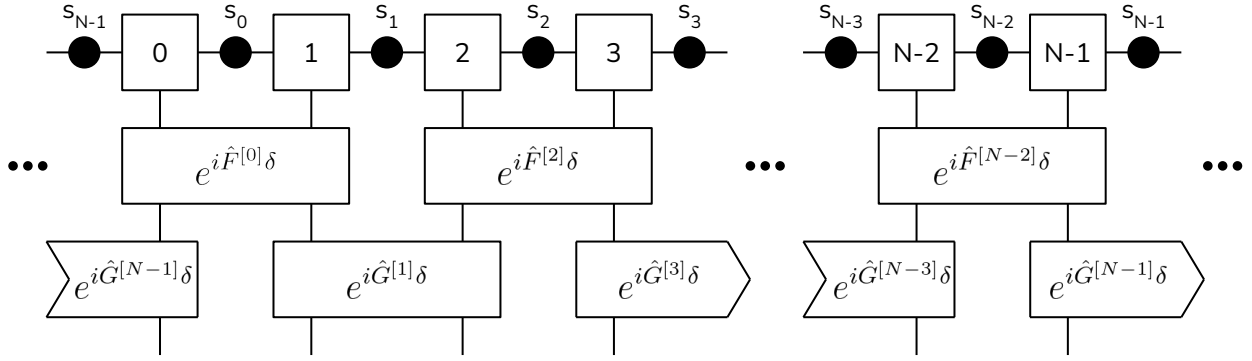 s_{N-1} s_0 s_1 s_2 s_3 s_{N-3} s_{N-2} s_{N-1}
0 1 2 3 N-2 N-1
••• e^{i\hat{F}^{[0]}\delta} e^{i\hat{F}^{[2]}\delta} ••• e^{i\hat{F}^{[N-2]}\delta} •••
e^{i\hat{G}^{[N-1]}\delta} e^{i\hat{G}^{[1]}\delta} e^{i\hat{G}^{[3]}\delta} e^{i\hat{G}^{[N-3]}\delta} e^{i\hat{G}^{[N-1]}\delta}